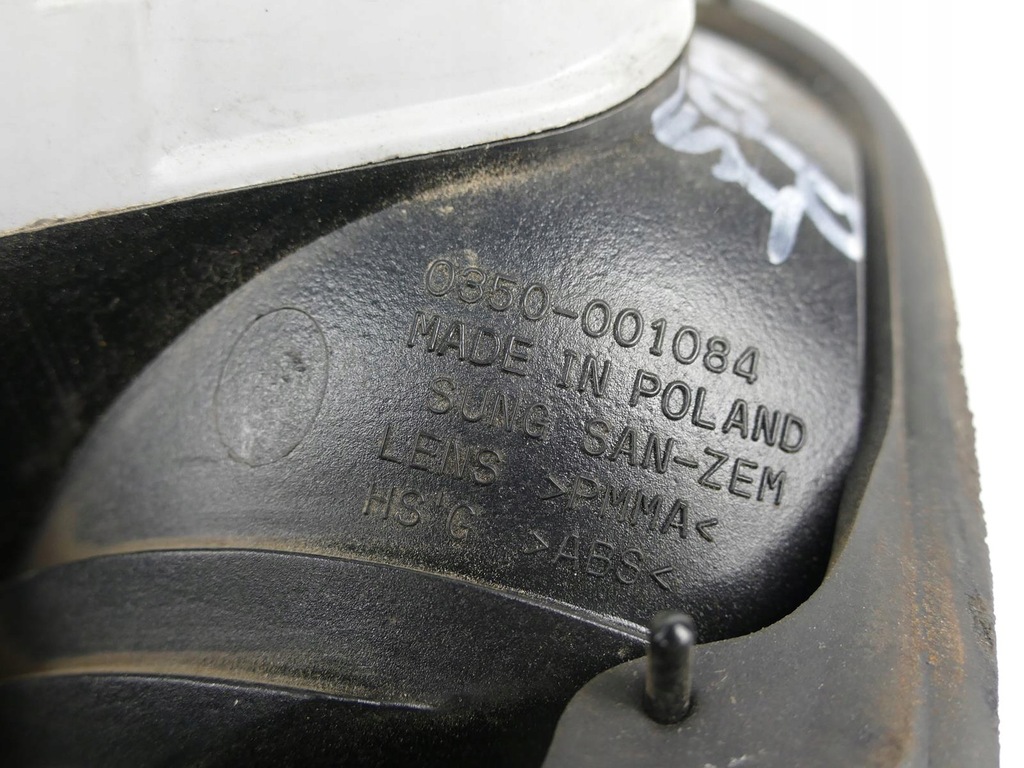 0350-001084
MADE IN POLAND
SUNG SAN-ZEM
LENS >PMMA<
HS'G >ABS<